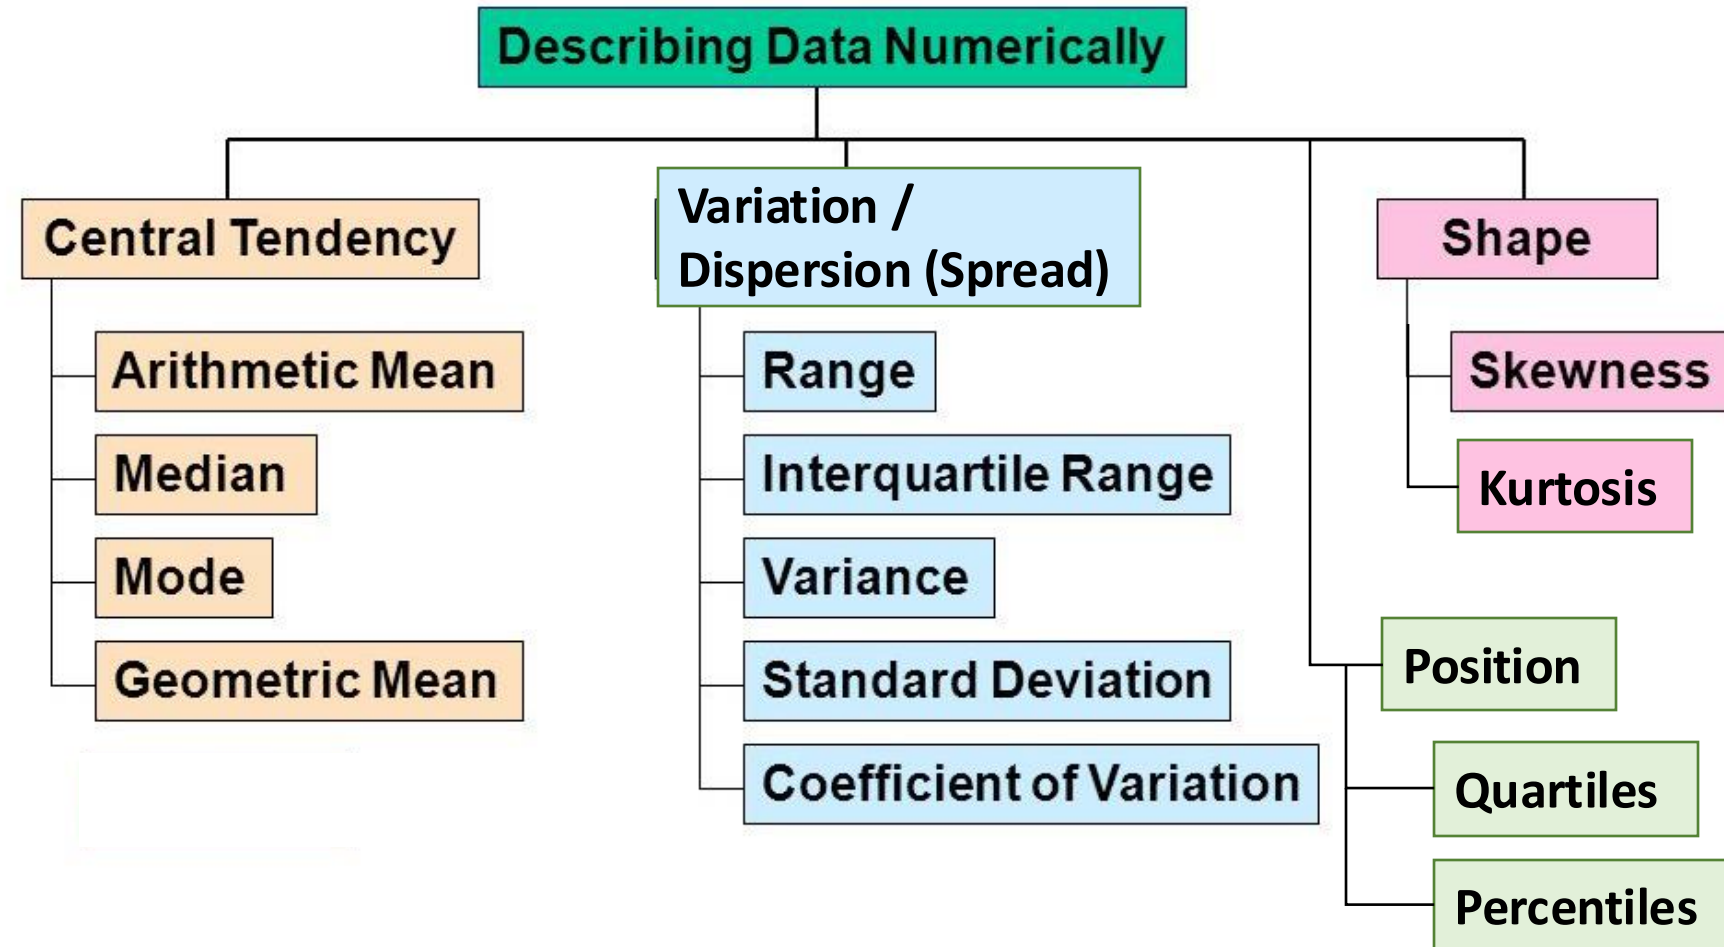 Describing Data Numerically
Central Tendency
Arithmetic Mean
Median
Mode
Geometric Mean
Variation /
Dispersion (Spread)
Range
Interquartile Range
Variance
Standard Deviation
Coefficient of Variation
Shape
Skewness
Kurtosis
Position
Quartiles
Percentiles